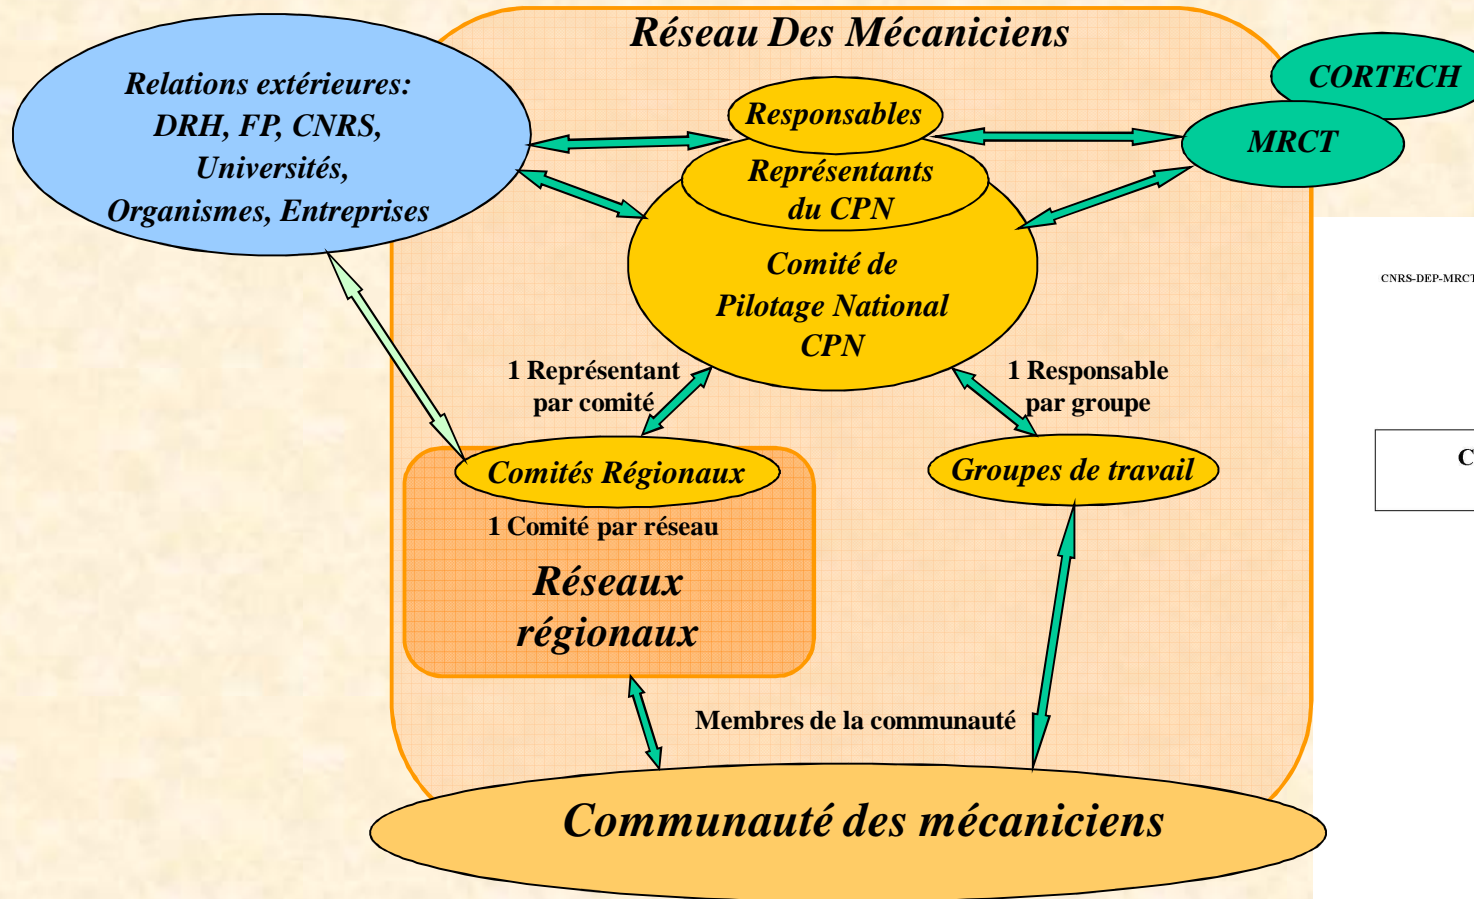 Réseau Des Mécaniciens
Relations extérieures:
DRH, FP, CNRS,
Universités,
Organismes, Entreprises
Responsables
Représentants
du CPN
Comité de
Pilotage National
CPN
CORTECH
MRCT
CNRS-DEP-MRCT
1 Représentant
par comité
1 Responsable
par groupe
Comités Régionaux
1 Comité par réseau
Réseaux
régionaux
Groupes de travail
C
Membres de la communauté
Communauté des mécaniciens